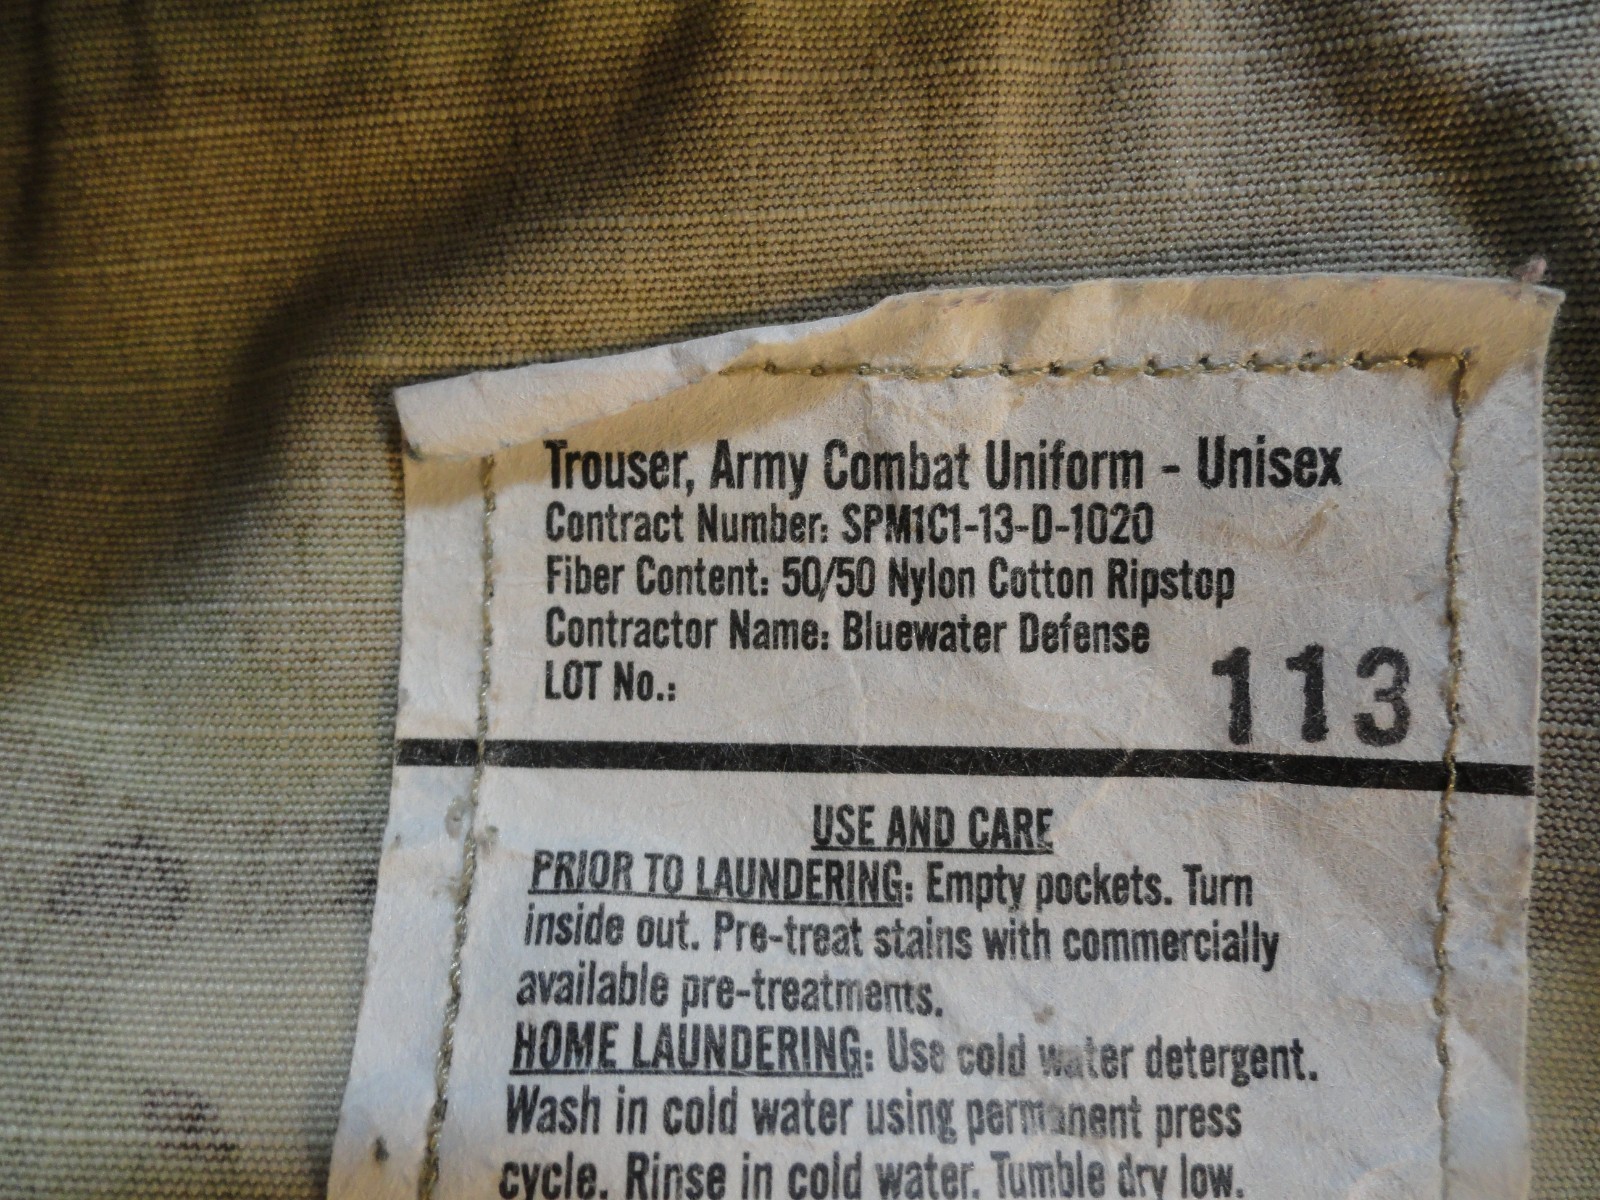 Trouser, Army Combat Uniform - Unisex
Contract Number: SPM1C1-13-D-1020
Fiber Content: 50/50 Nylon Cotton Ripstop
Contractor Name: Bluewater Defense
LOT No.: 113
USE AND CARE
PRIOR TO LAUNDERING: Empty pockets. Turn
inside out. Pre-treat stains with commercially
available pre-treatments.
HOME LAUNDERING: Use cold water detergent.
Wash in cold water using permanent press
cycle. Rinse in cold water. Tumble dry low.